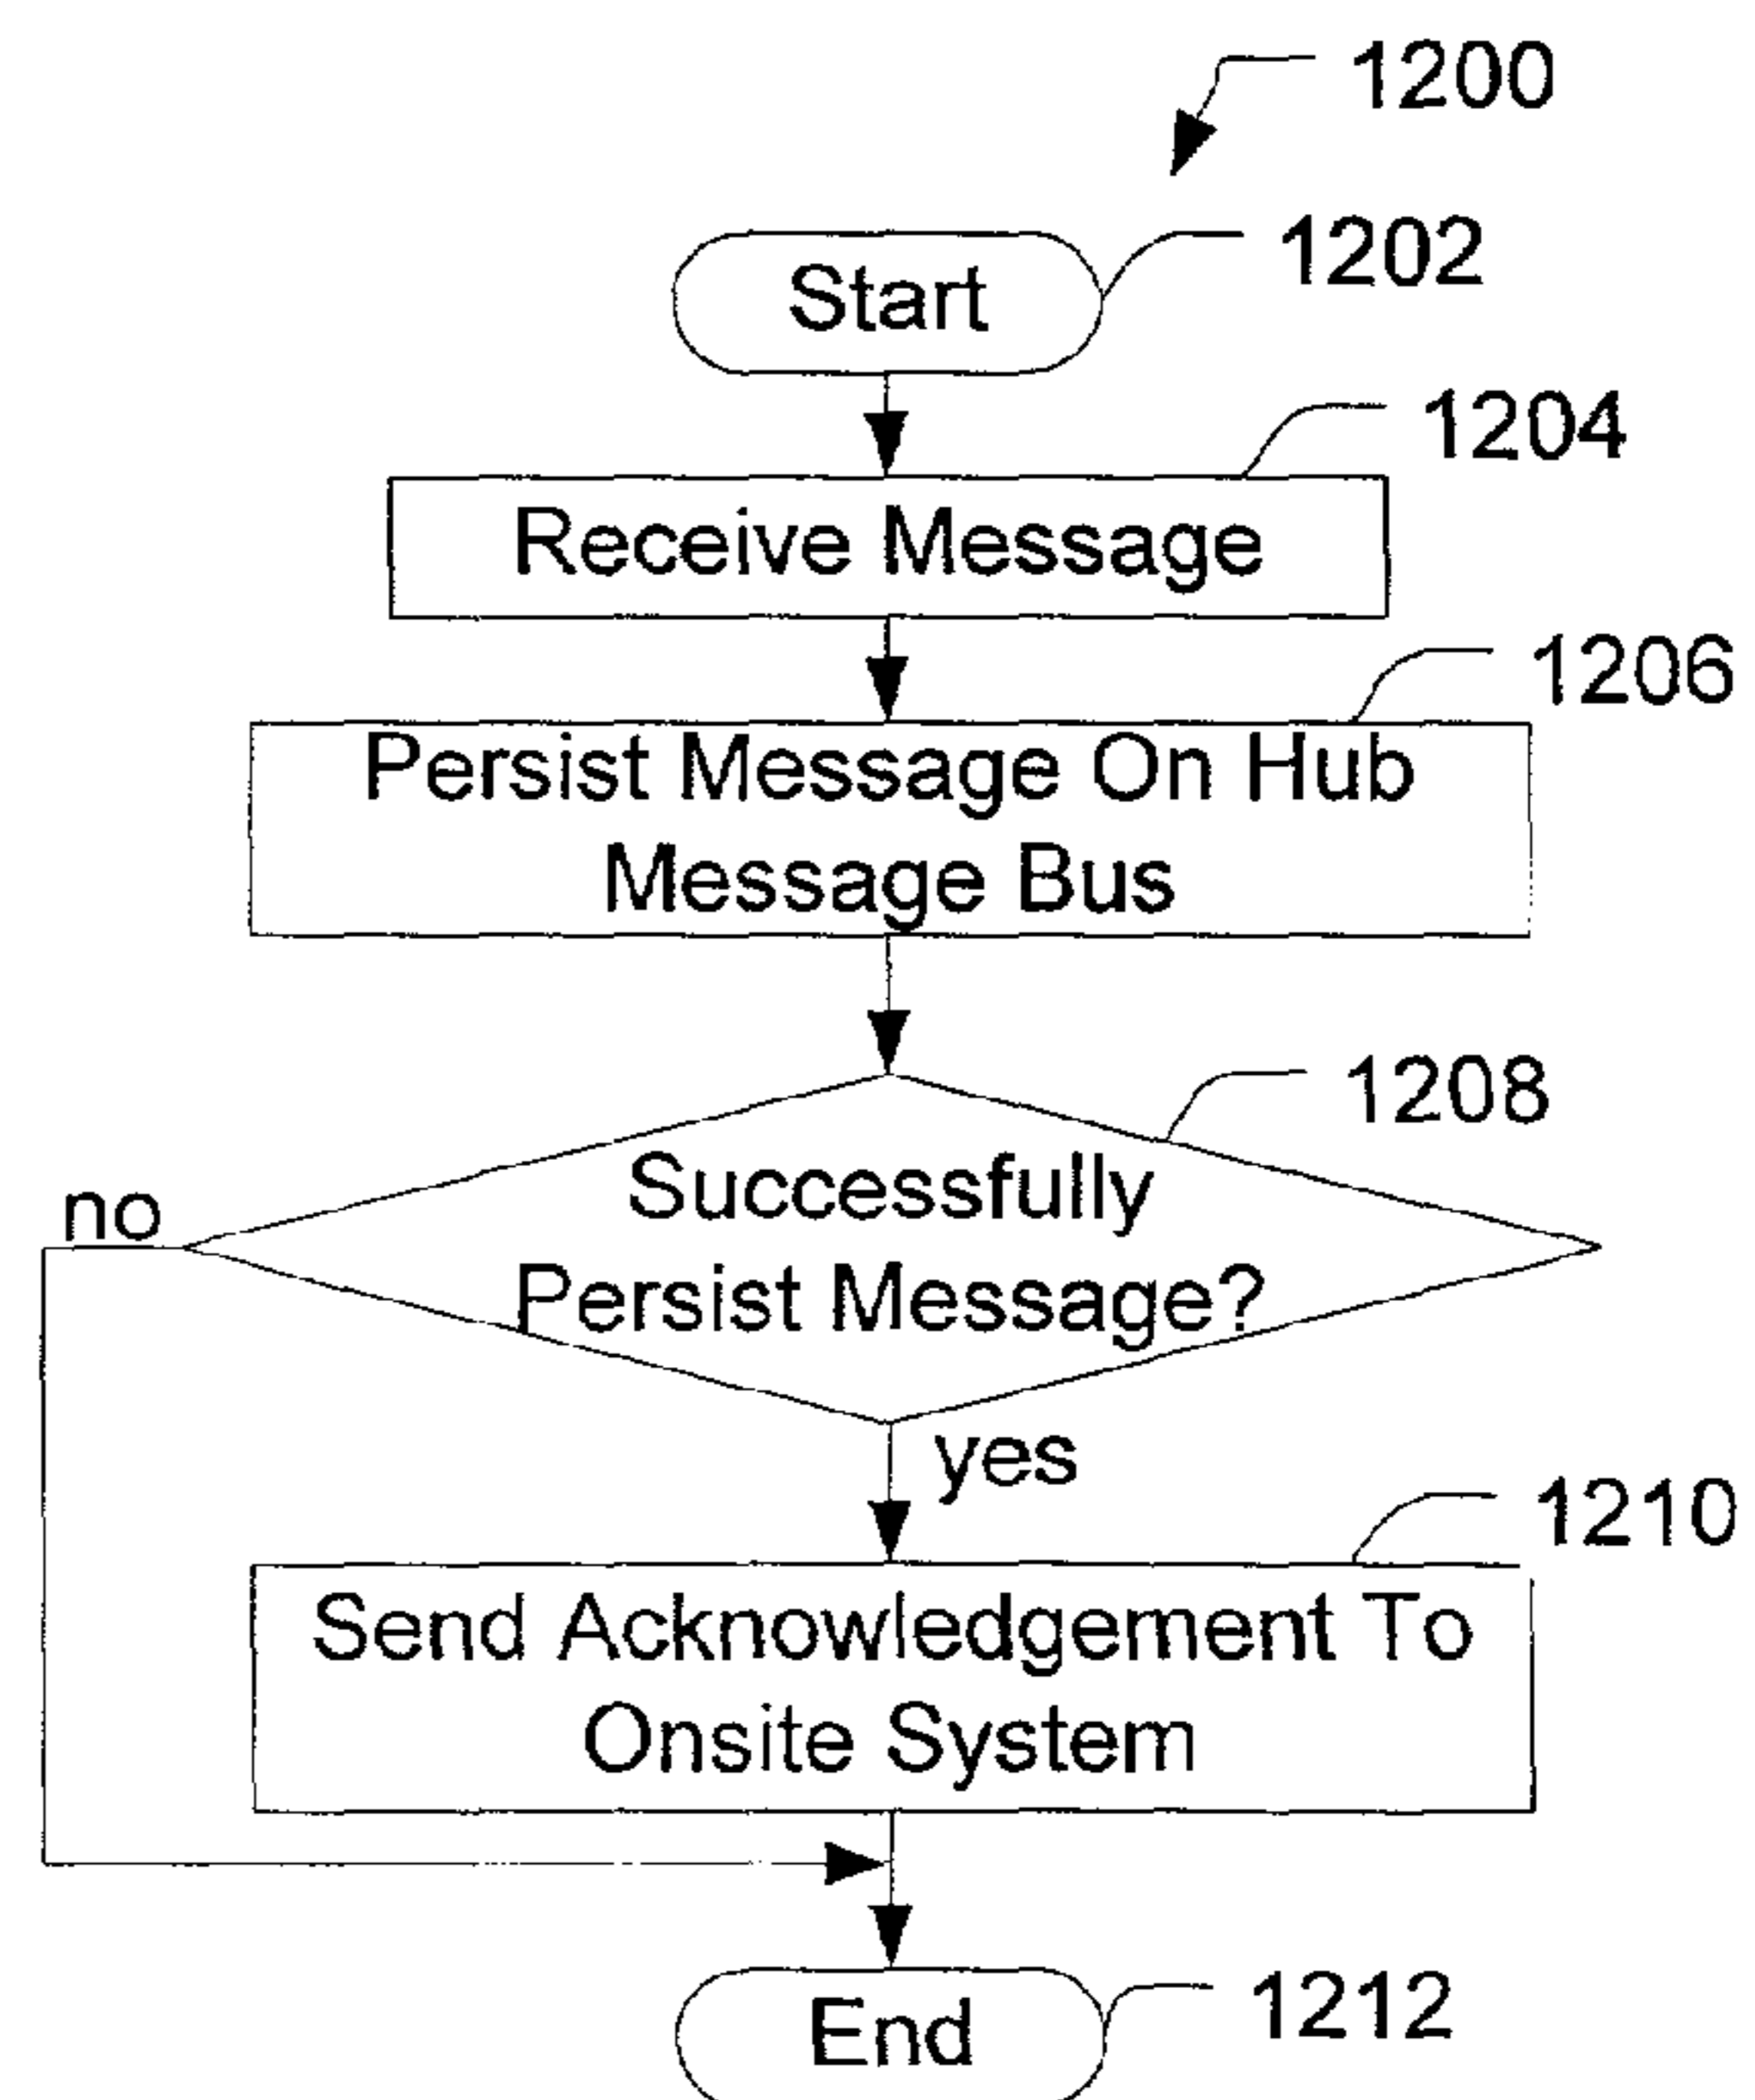 1200
Start
1202
1204
Receive Message
1206
Persist Message On Hub
Message Bus
1208
Successfully
Persist Message?
no
yes
1210
Send Acknowledgement To
Onsite System
End
1212